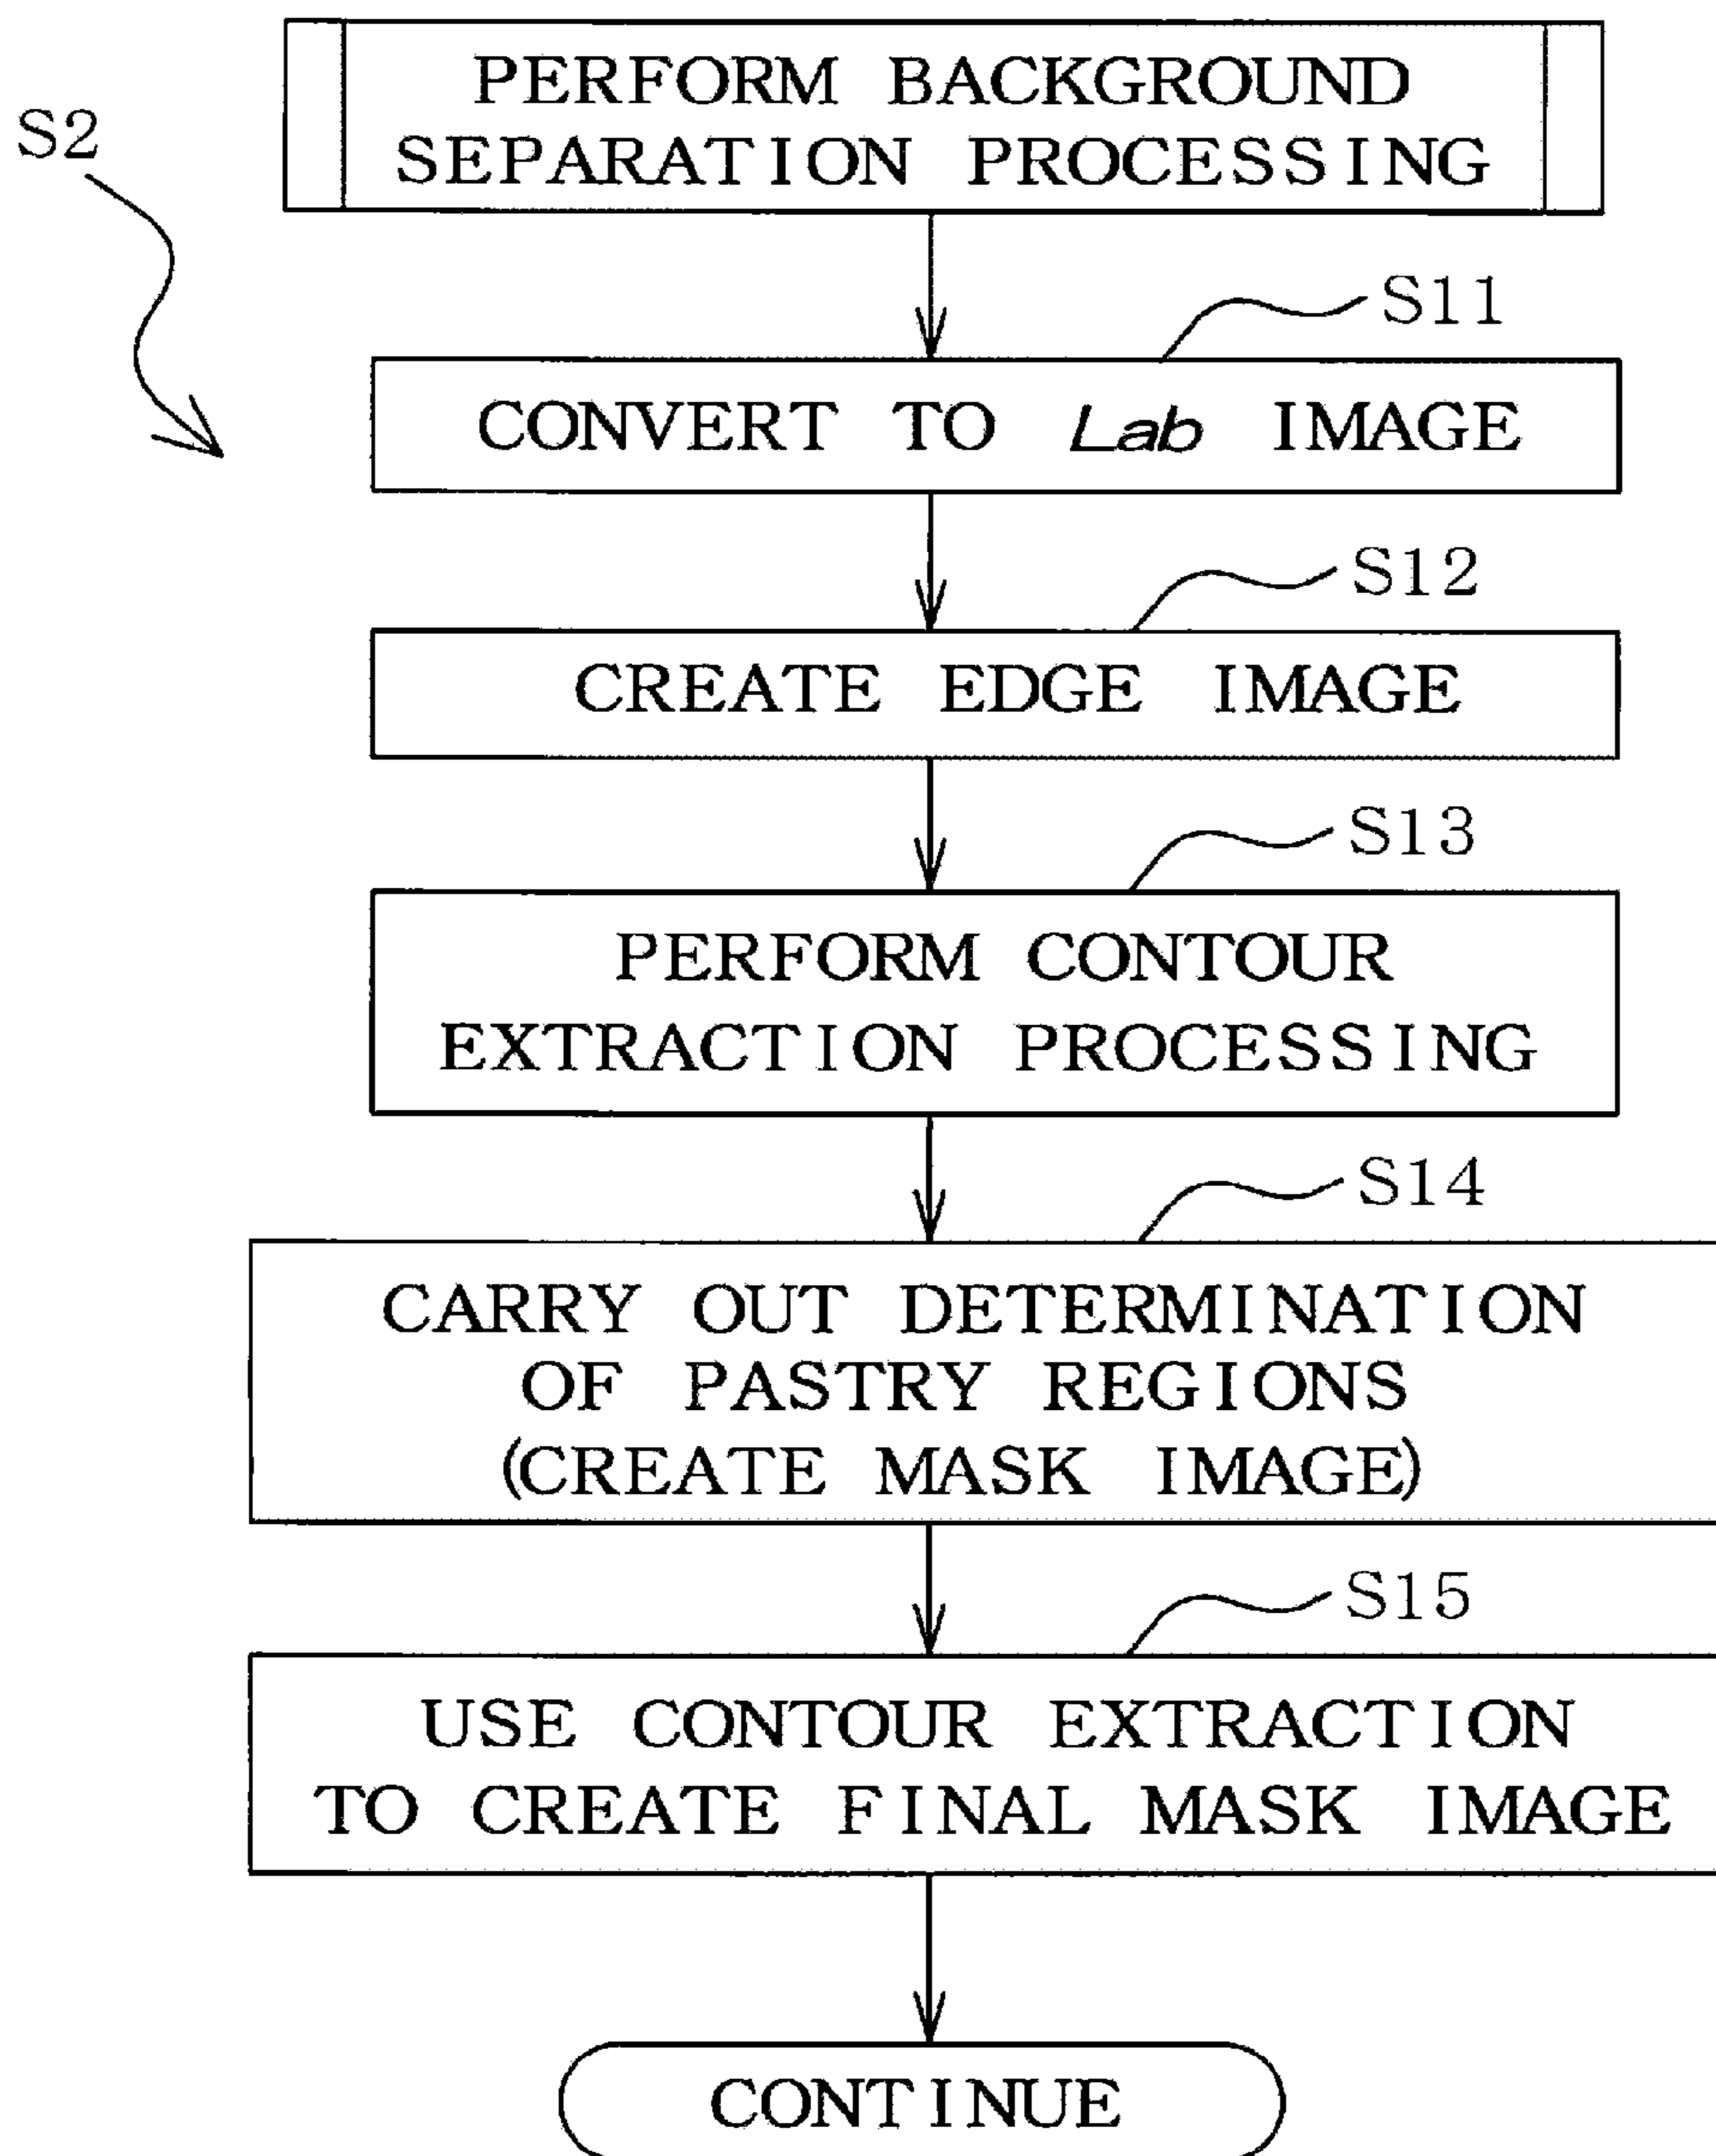 PERFORM BACKGROUND
SEPARATION PROCESSING
S2
S11
CONVERT TO Lab IMAGE
S12
CREATE EDGE IMAGE
S13
PERFORM CONTOUR
EXTRACTION PROCESSING
S14
CARRY OUT DETERMINATION
OF PASTRY REGIONS
(CREATE MASK IMAGE)
S15
USE CONTOUR EXTRACTION
TO CREATE FINAL MASK IMAGE
CONTINUE